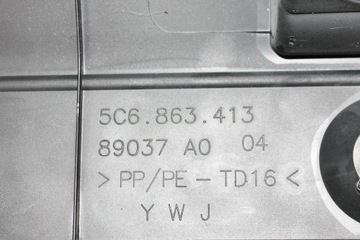 5C6.863.413
89037 A0 04
>PP/PE-TD16<
Y W J